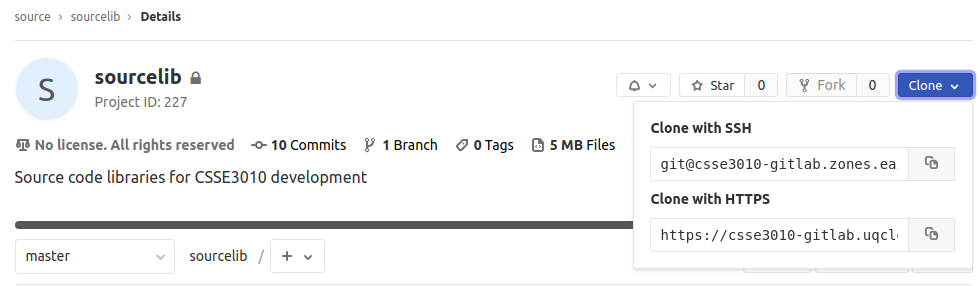 source › sourcelib › Details
S
sourcelib
Project ID: 227
Star 0 Fork 0 Clone
No license. All rights reserved 10 Commits 1 Branch 0 Tags 5 MB Files
Source code libraries for CSSE3010 development
Clone with SSH
git@csse3010-gitlab.zones.ea
Clone with HTTPS
https://csse3010-gitlab.uqcl
master sourcelib / +